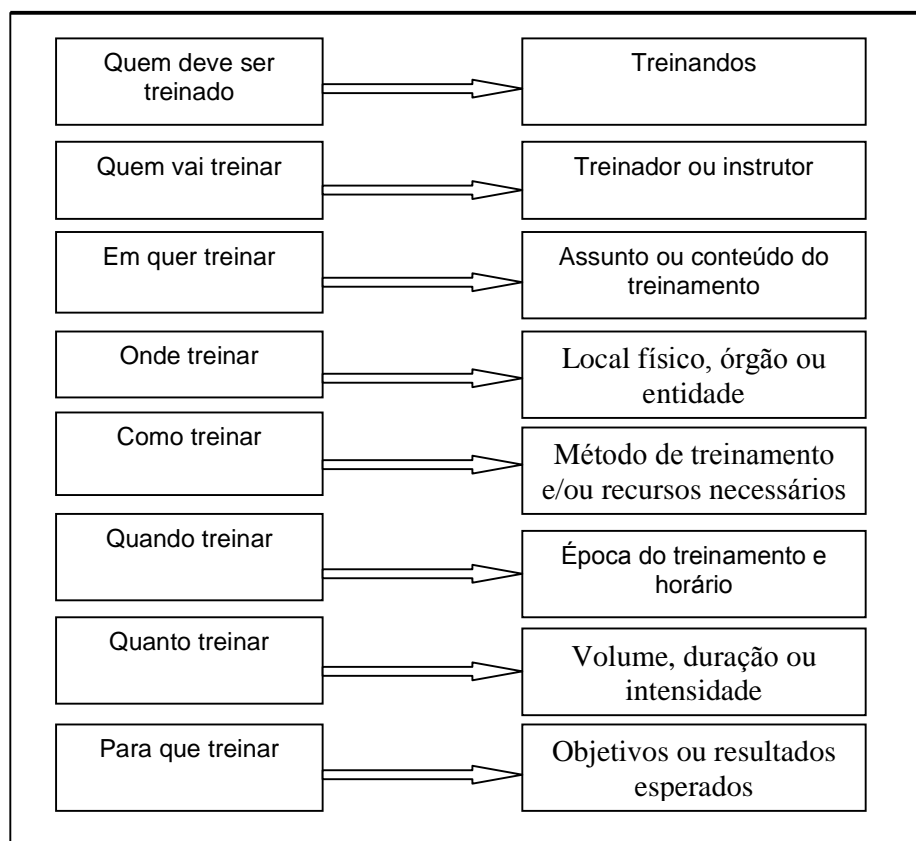 Quem deve ser
treinado
Treinandos
Quem vai treinar
Treinador ou instrutor
Em quer treinar
Assunto ou conteúdo do
treinamento
Onde treinar
Local físico, órgão ou
entidade
Como treinar
Método de treinamento
e/ou recursos necessários
Quando treinar
Época do treinamento e
horário
Quanto treinar
Volume, duração ou
intensidade
Para que treinar
Objetivos ou resultados
esperados